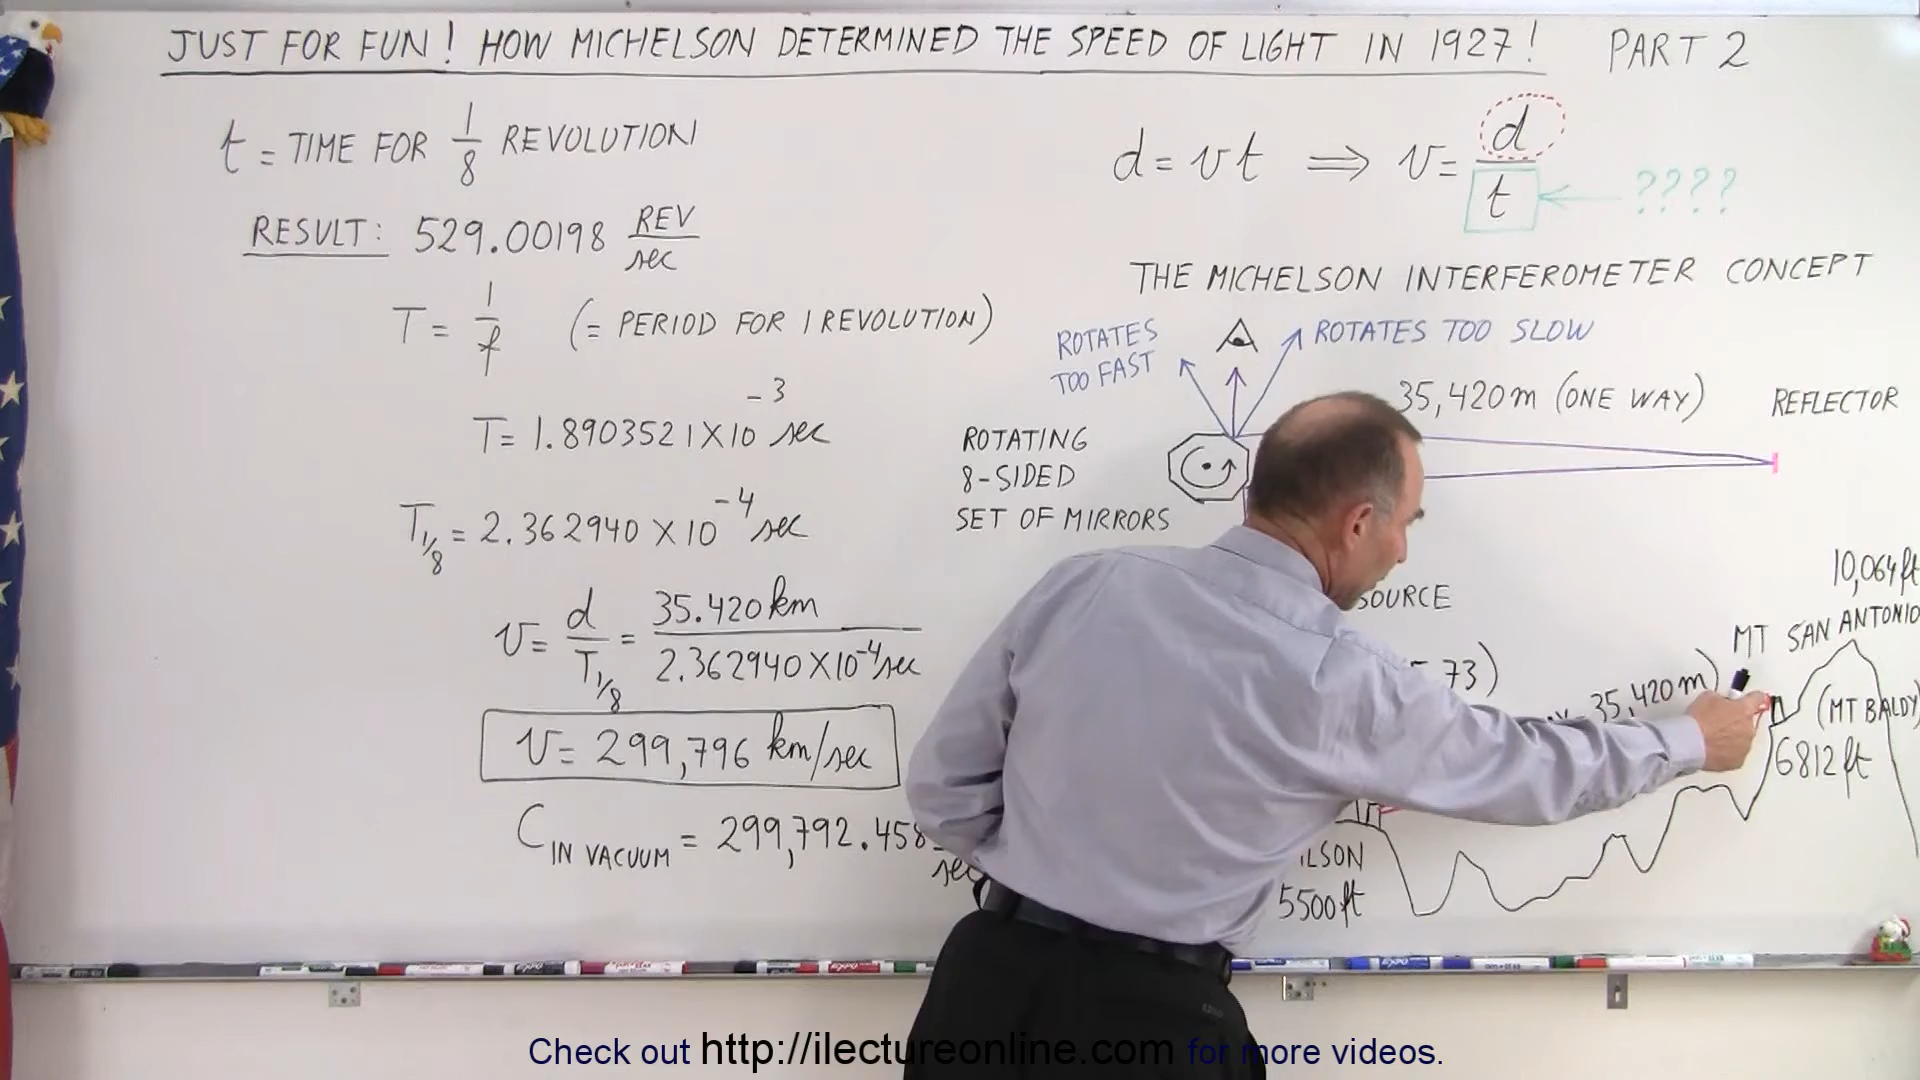 JUST FOR FUN! HOW MICHELSON DETERMINED THE SPEED OF LIGHT IN 1927! PART 2
t = TIME FOR 1/8 REVOLUTION
RESULT: 529.00198 REV/sec
T = 1/f (= PERIOD FOR 1 REVOLUTION)
T = 1.8903521 X 10^-3 sec
T_1/8 = 2.362940 X 10^-4 sec
v = d/T_1/8 = 35.420 km / 2.362940 X 10^-4 sec
v = 299,796 km/sec
C IN VACUUM = 299,792.458
sec
d = vt ⟹ v = d/t ← ????
THE MICHELSON INTERFEROMETER CONCEPT
ROTATES
TOO FAST
ROTATES TOO SLOW
35,420 m (ONE WAY)
REFLECTOR
ROTATING
8-SIDED
SET OF MIRRORS
SOURCE
73)
35,420 m)
10,064 ft
MT SAN ANTONIO
(MT BALDY
6812 ft
ILSON
5500 ft
Check out http://ilectureonline.com for more videos.